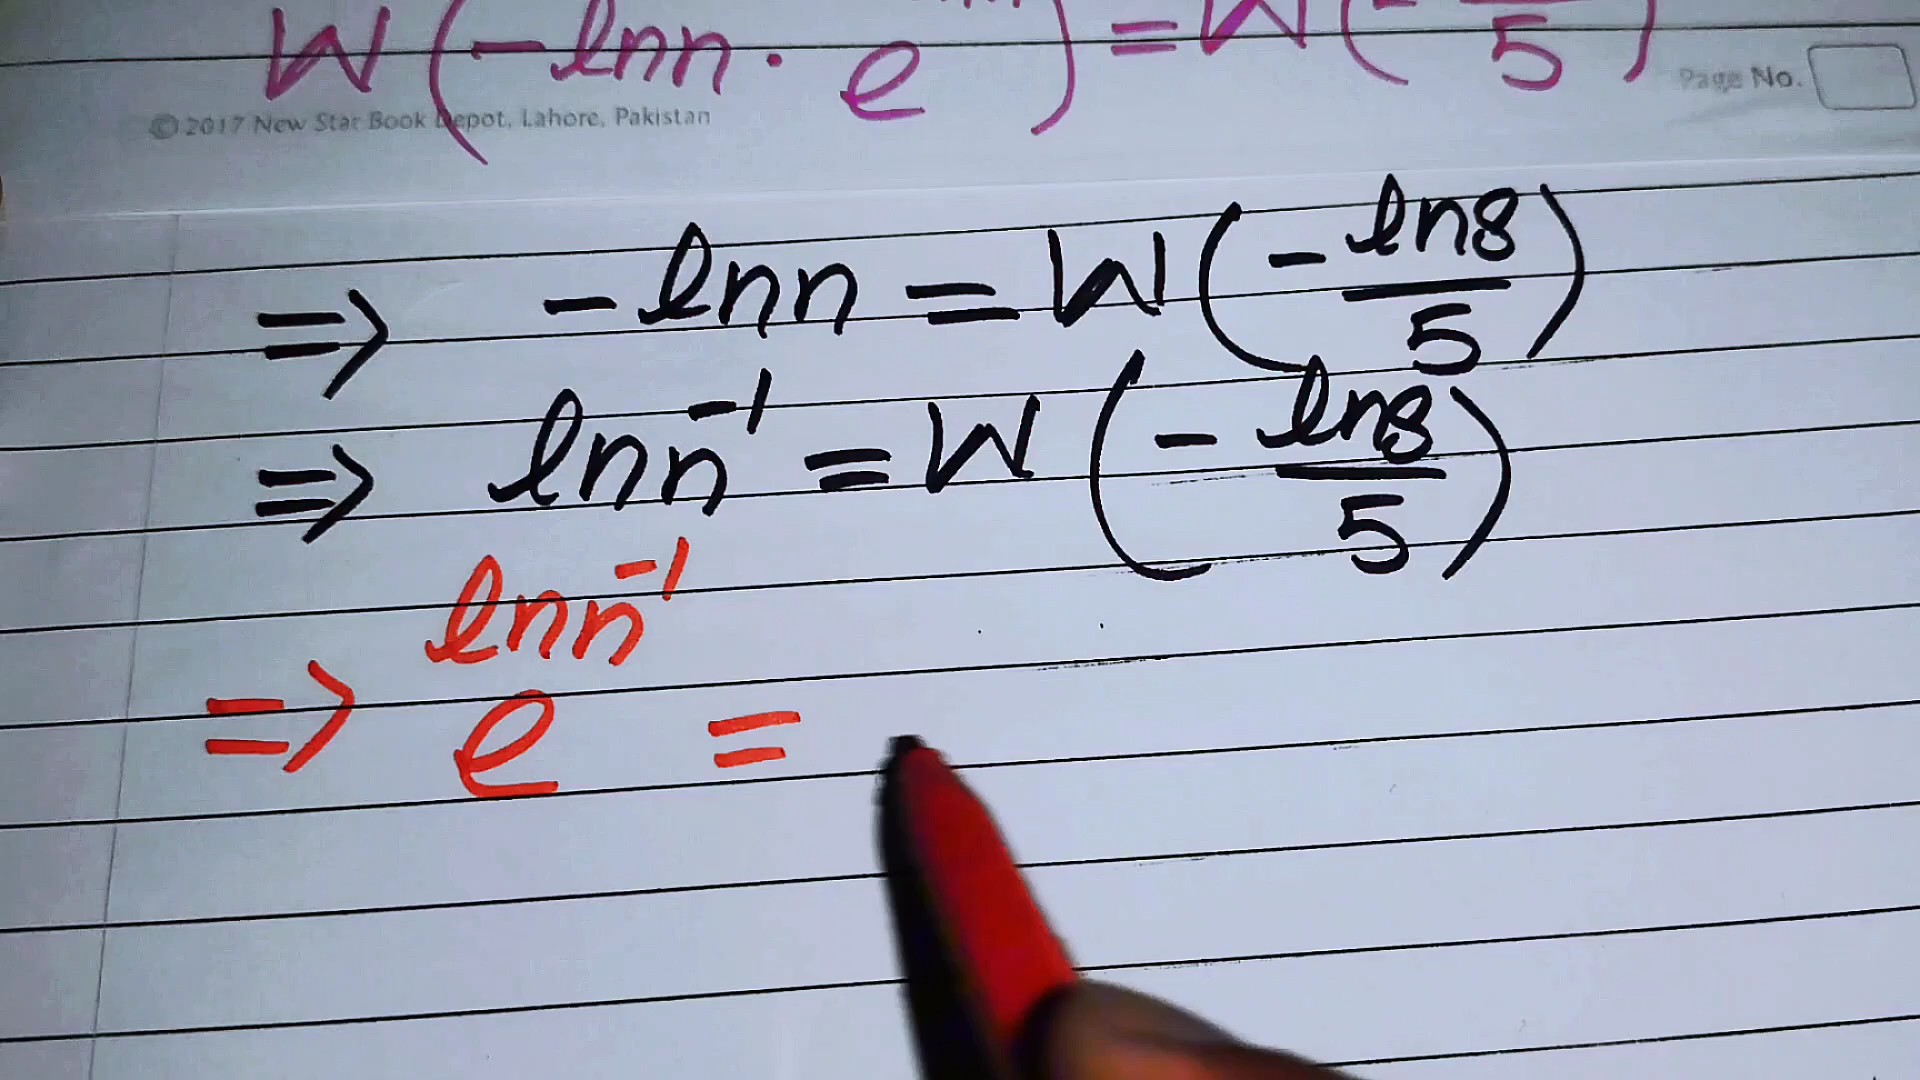 W(-lnn · e ) = W(- 5)
Page No.
© 2017 New Star Book Depot, Lahore, Pakistan
⇒ -lnn = W(-ln8/5)
⇒ lnn⁻¹ = W(-ln8/5)
⇒ e^lnn⁻¹ =